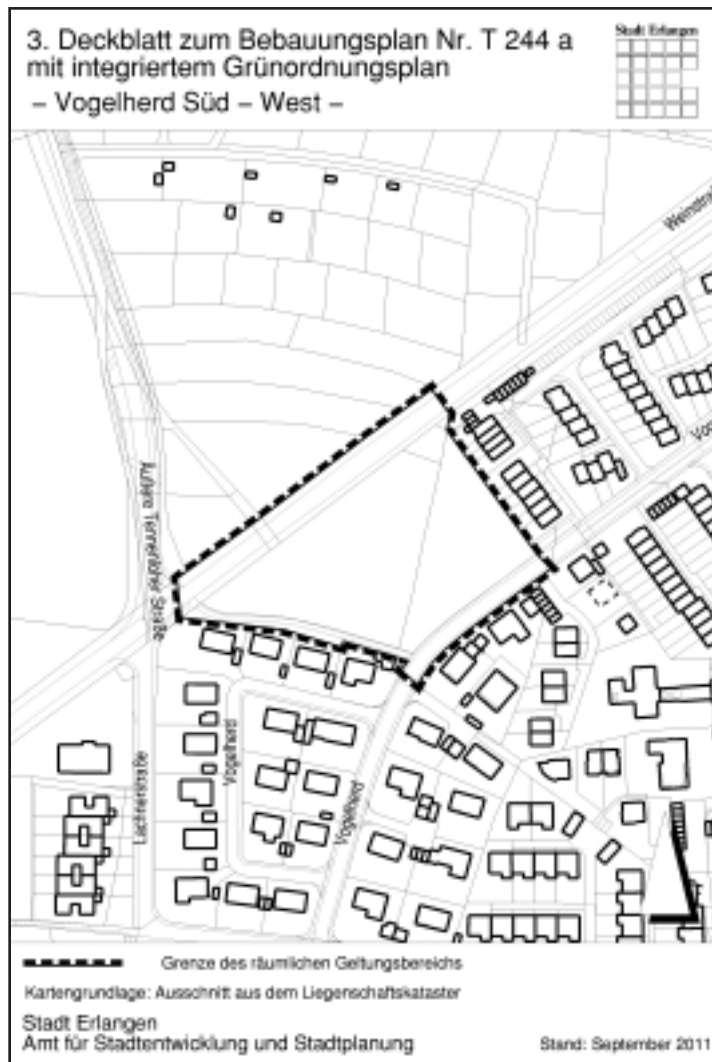 3. Deckblatt zum Bebauungsplan Nr. T 244 a
mit integriertem Grünordnungsplan
– Vogelherd Süd – West –
Stadt Erlangen
Weinstraß
Vog
Äußere Tennenloher Straße
Vogelherd
Lachnerstraße
Vogelherd
Grenze des räumlichen Geltungsbereichs
Kartengrundlage: Ausschnitt aus dem Liegenschaftskataster
Stadt Erlangen
Amt für Stadtentwicklung und Stadtplanung
Stand: September 2011